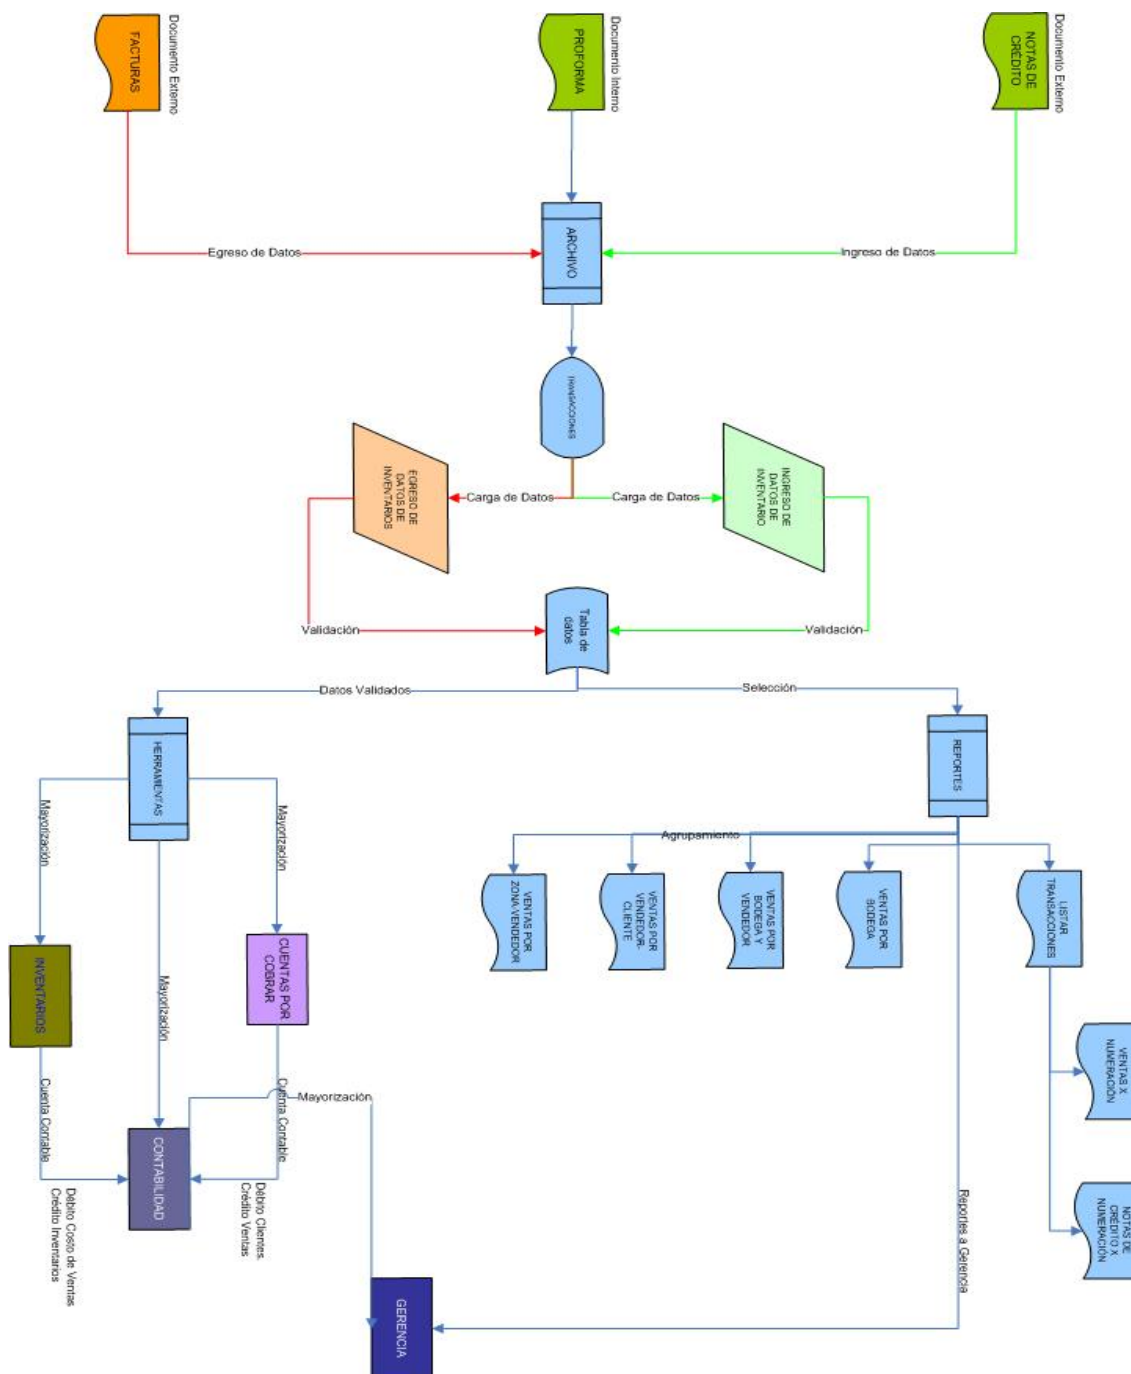 Documento Externo
FACTURAS
Documento Interno
PROFORMA
Documento Externo
NOTAS DE
CRÉDITO
Egreso de Datos
ARCHIVO
Ingreso de Datos
TRANSACCIONES
EGRESO DE
DATOS DE
INVENTARIOS
Carga de Datos
Carga de Datos
INGRESO DE
DATOS DE
INVENTARIO
Validación
Tabla de
datos
Validación
Datos Validados
Selección
HERRAMIENTAS
REPORTES
Mayorización
Mayorización
Mayorización
Agrupamiento
VENTAS POR
ZONA-VENDEDOR
VENTAS POR
VENDEDOR-
CLIENTE
VENTAS POR
BODEGA Y
VENDEDOR
VENTAS POR
BODEGA
LISTAR
TRANSACCIONES
INVENTARIOS
CUENTAS POR
COBRAR
VENTAS X
NUMERACIÓN
NOTAS DE
CRÉDITO X
NUMERACIÓN
Cuenta Contable
Cuenta Contable
Mayorización
CONTABILIDAD
Débito Costo de Ventas
Crédito Inventarios
Débito Clientes.
Crédito Ventas
Reportes a Gerencia
GERENCIA